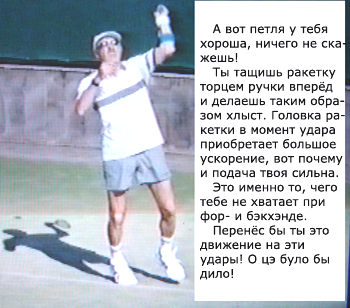 А вот петля у тебя
хороша, ничего не ска-
жешь!
Ты тащишь ракетку
торцем ручки вперёд
и делаешь таким обра-
зом хлыст. Головка ра-
кетки в момент удара
приобретает большое
ускорение, вот почему
и подача твоя сильна.
Это именно то, чего
тебе не хватает при
фор- и бэкхэнде.
Перенёс бы ты это
движение на эти
удары! О цэ було бы
дило!